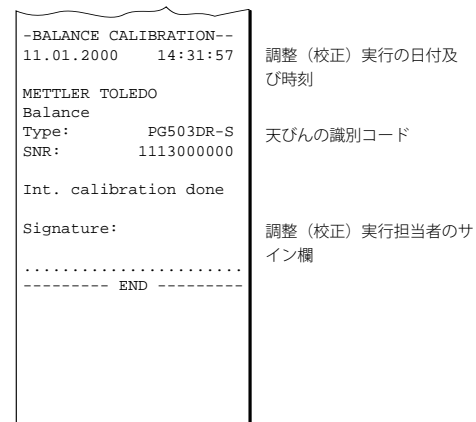 -BALANCE CALIBRATION--
11.01.2000 14:31:57
METTLER TOLEDO
Balance
Type: PG503DR-S
SNR: 1113000000
Int. calibration done
Signature:
.......................
--------- END ---------
調整（校正）実行の日付及
び時刻
天びんの識別コード
調整（校正）実行担当者のサ
イン欄